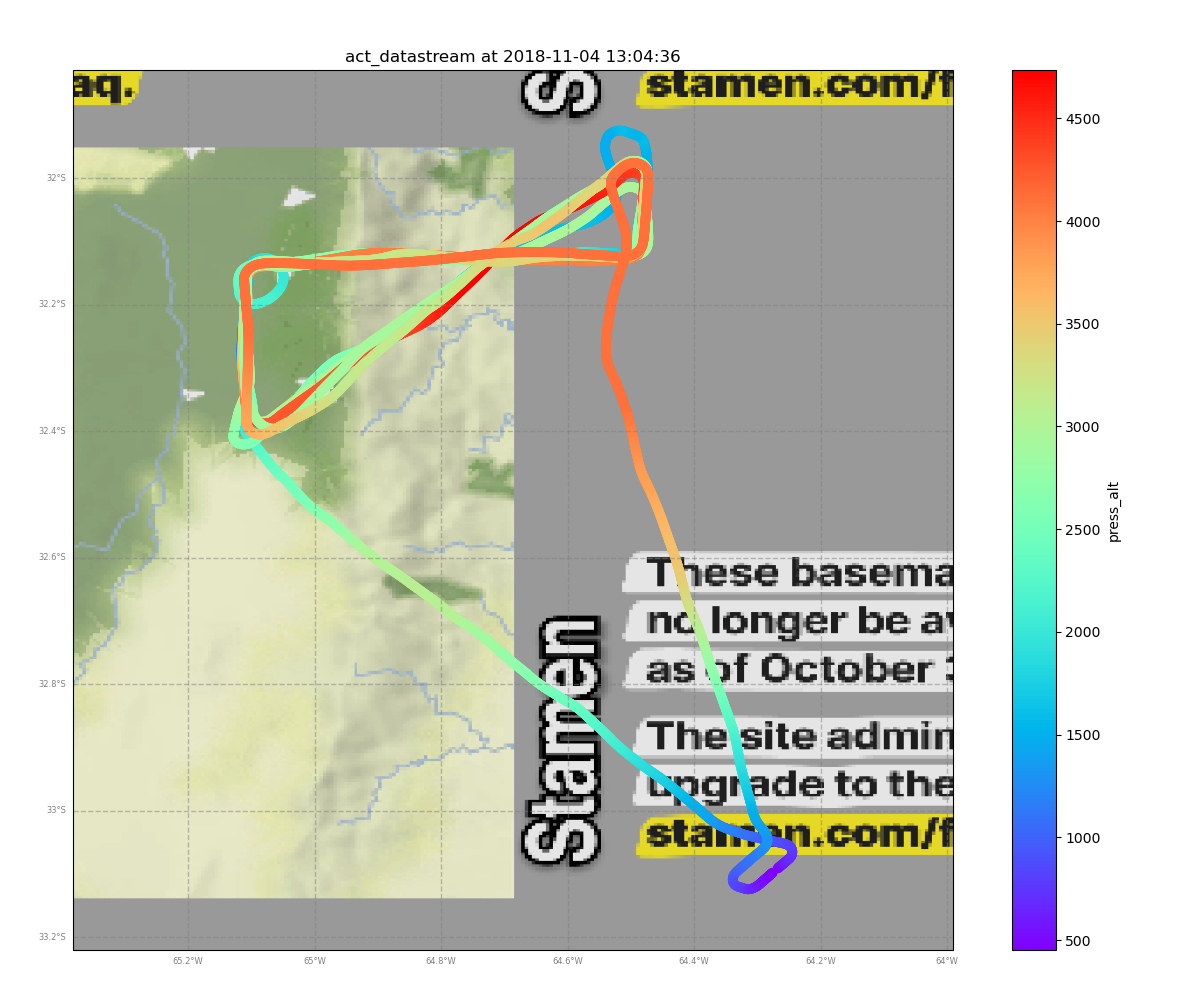 act_datastream at 2018-11-04 13:04:36
aq.
S
stamen.com/f
32°S
32.2°S
32.4°S
32.6°S
32.8°S
33°S
33.2°S
These basema
no longer be av
as of October
Stamen
The site admin
upgrade to the
stamen.com/f
65.2°W
65°W
64.8°W
64.6°W
64.4°W
64.2°W
64°W
4500
4000
3500
3000
2500
2000
1500
1000
500
press_alt